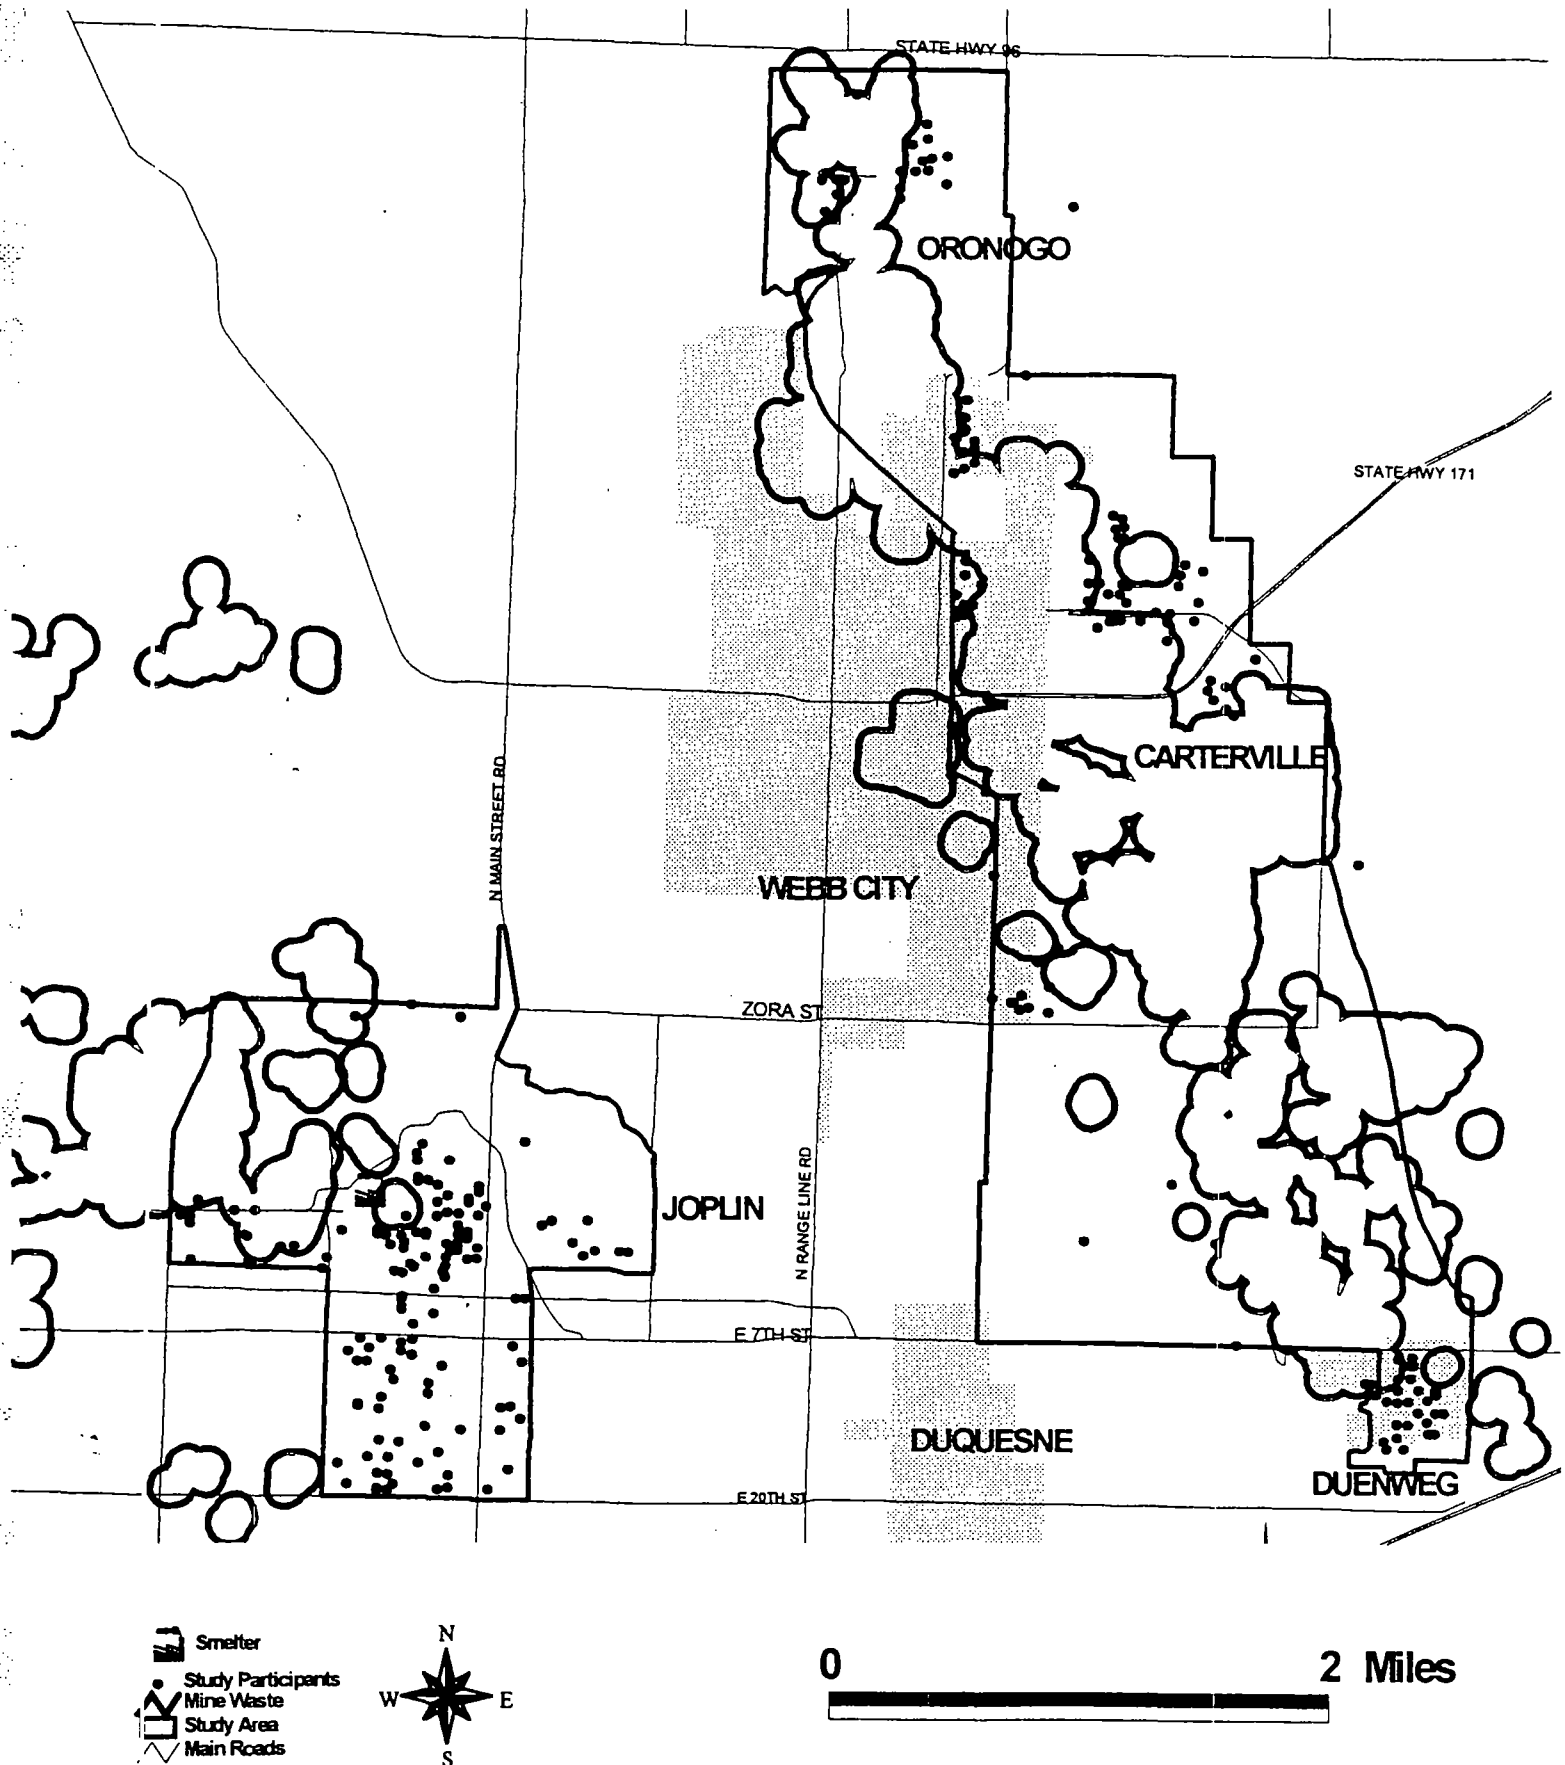 STATE HWY 96
ORONOGO
STATE HWY 171
CARTERVILLE
N MAIN STREET RD
WEBB CITY
ZORA ST
N RANGE LINE RD
JOPLIN
E 7TH ST
DUQUESNE
DUENWEG
E 20TH ST
Smelter
Study Participants
Mine Waste
Study Area
Main Roads
N
W E
S
0 2 Miles